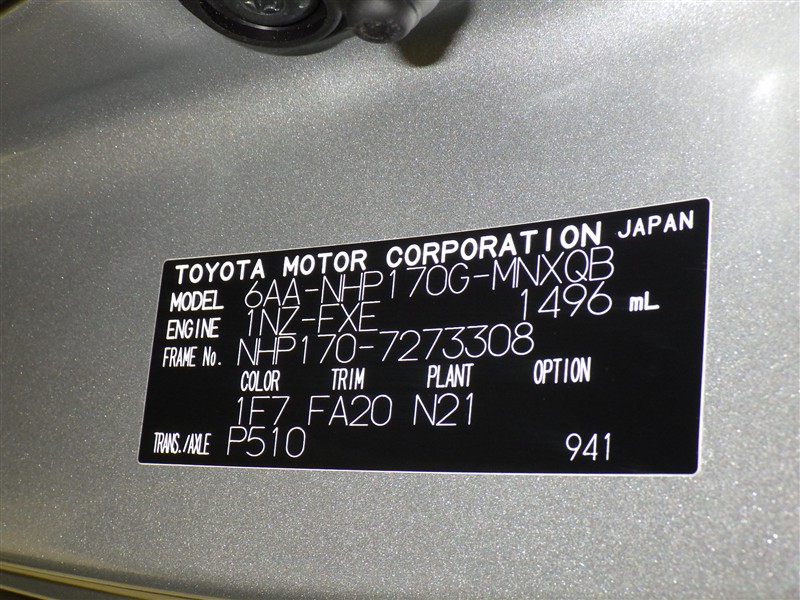 TOYOTA MOTOR CORPORATION JAPAN
MODEL 6AA-NHP170G-MNXQB
ENGINE 1NZ-FXE 1496 mL
FRAME No. NHP170-7273308
COLOR TRIM PLANT OPTION
1F7 FA20 N21
TRANS./AXLE P510 941